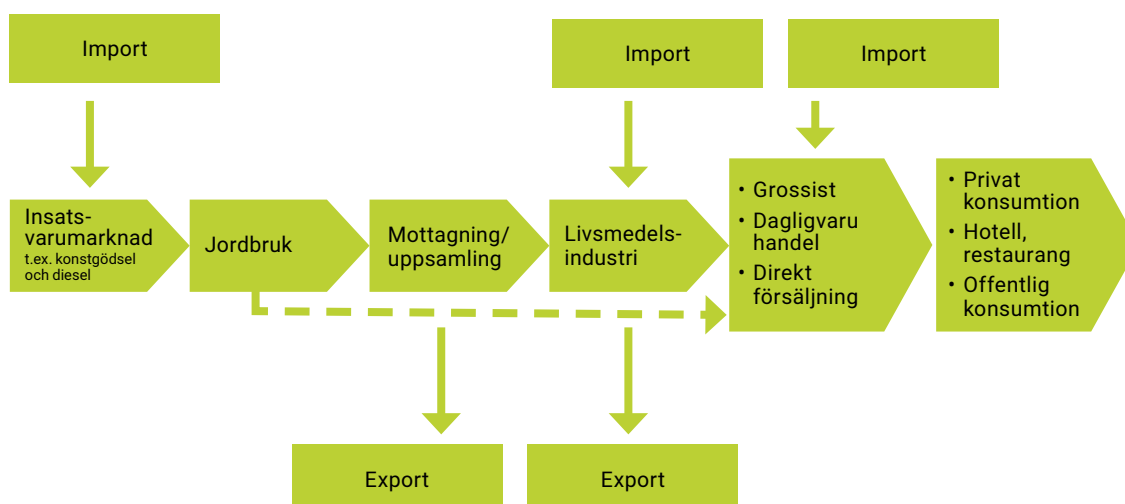 Import
Import
Import
Insats-
varumarknad
t.ex. konstgödsel
och diesel
Jordbruk
Mottagning/
uppsamling
Livsmedels-
industri
• Grossist
• Dagligvaru
handel
• Direkt
försäljning
• Privat
konsumtion
• Hotell,
restaurang
• Offentlig
konsumtion
Export
Export